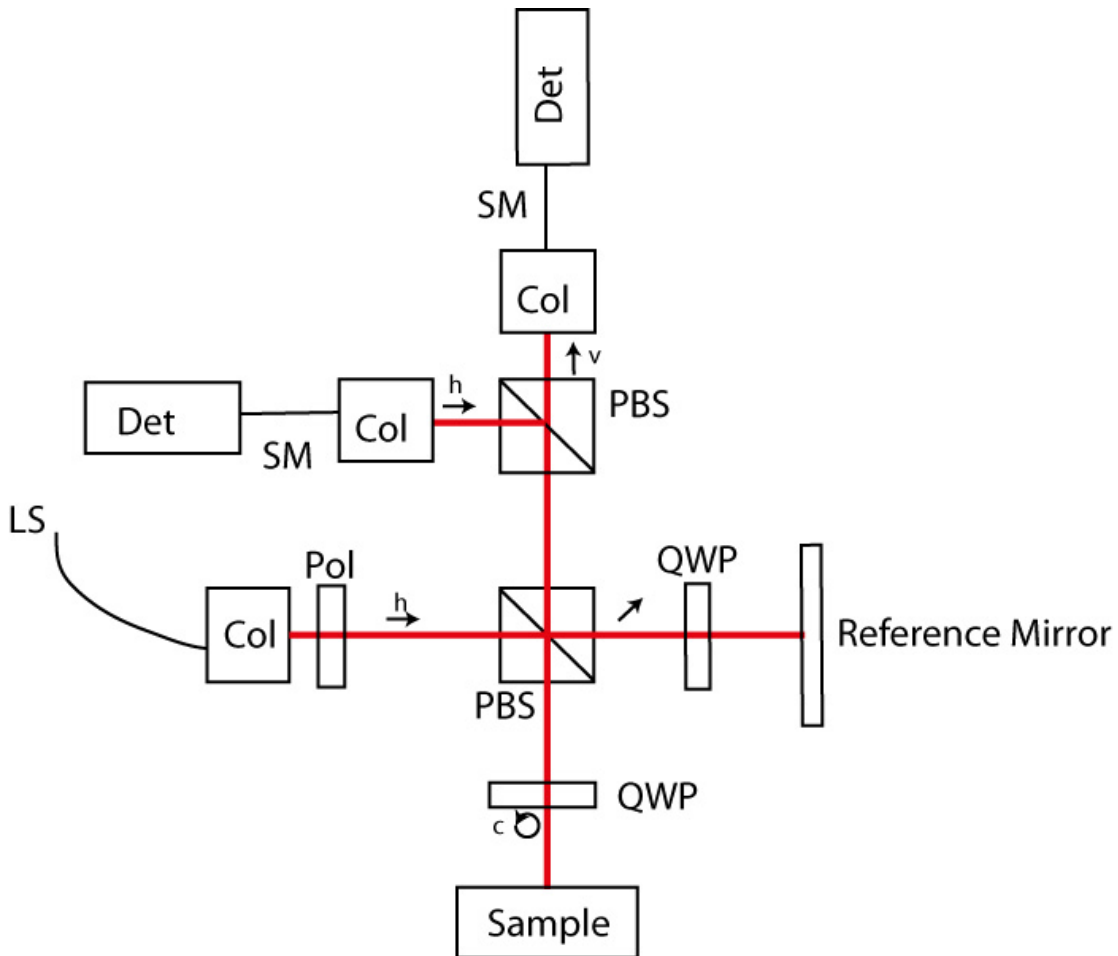 Det
SM
Col
v
h
PBS
Det
Col
SM
LS
Pol
QWP
h
Col
Reference Mirror
PBS
QWP
c
Sample